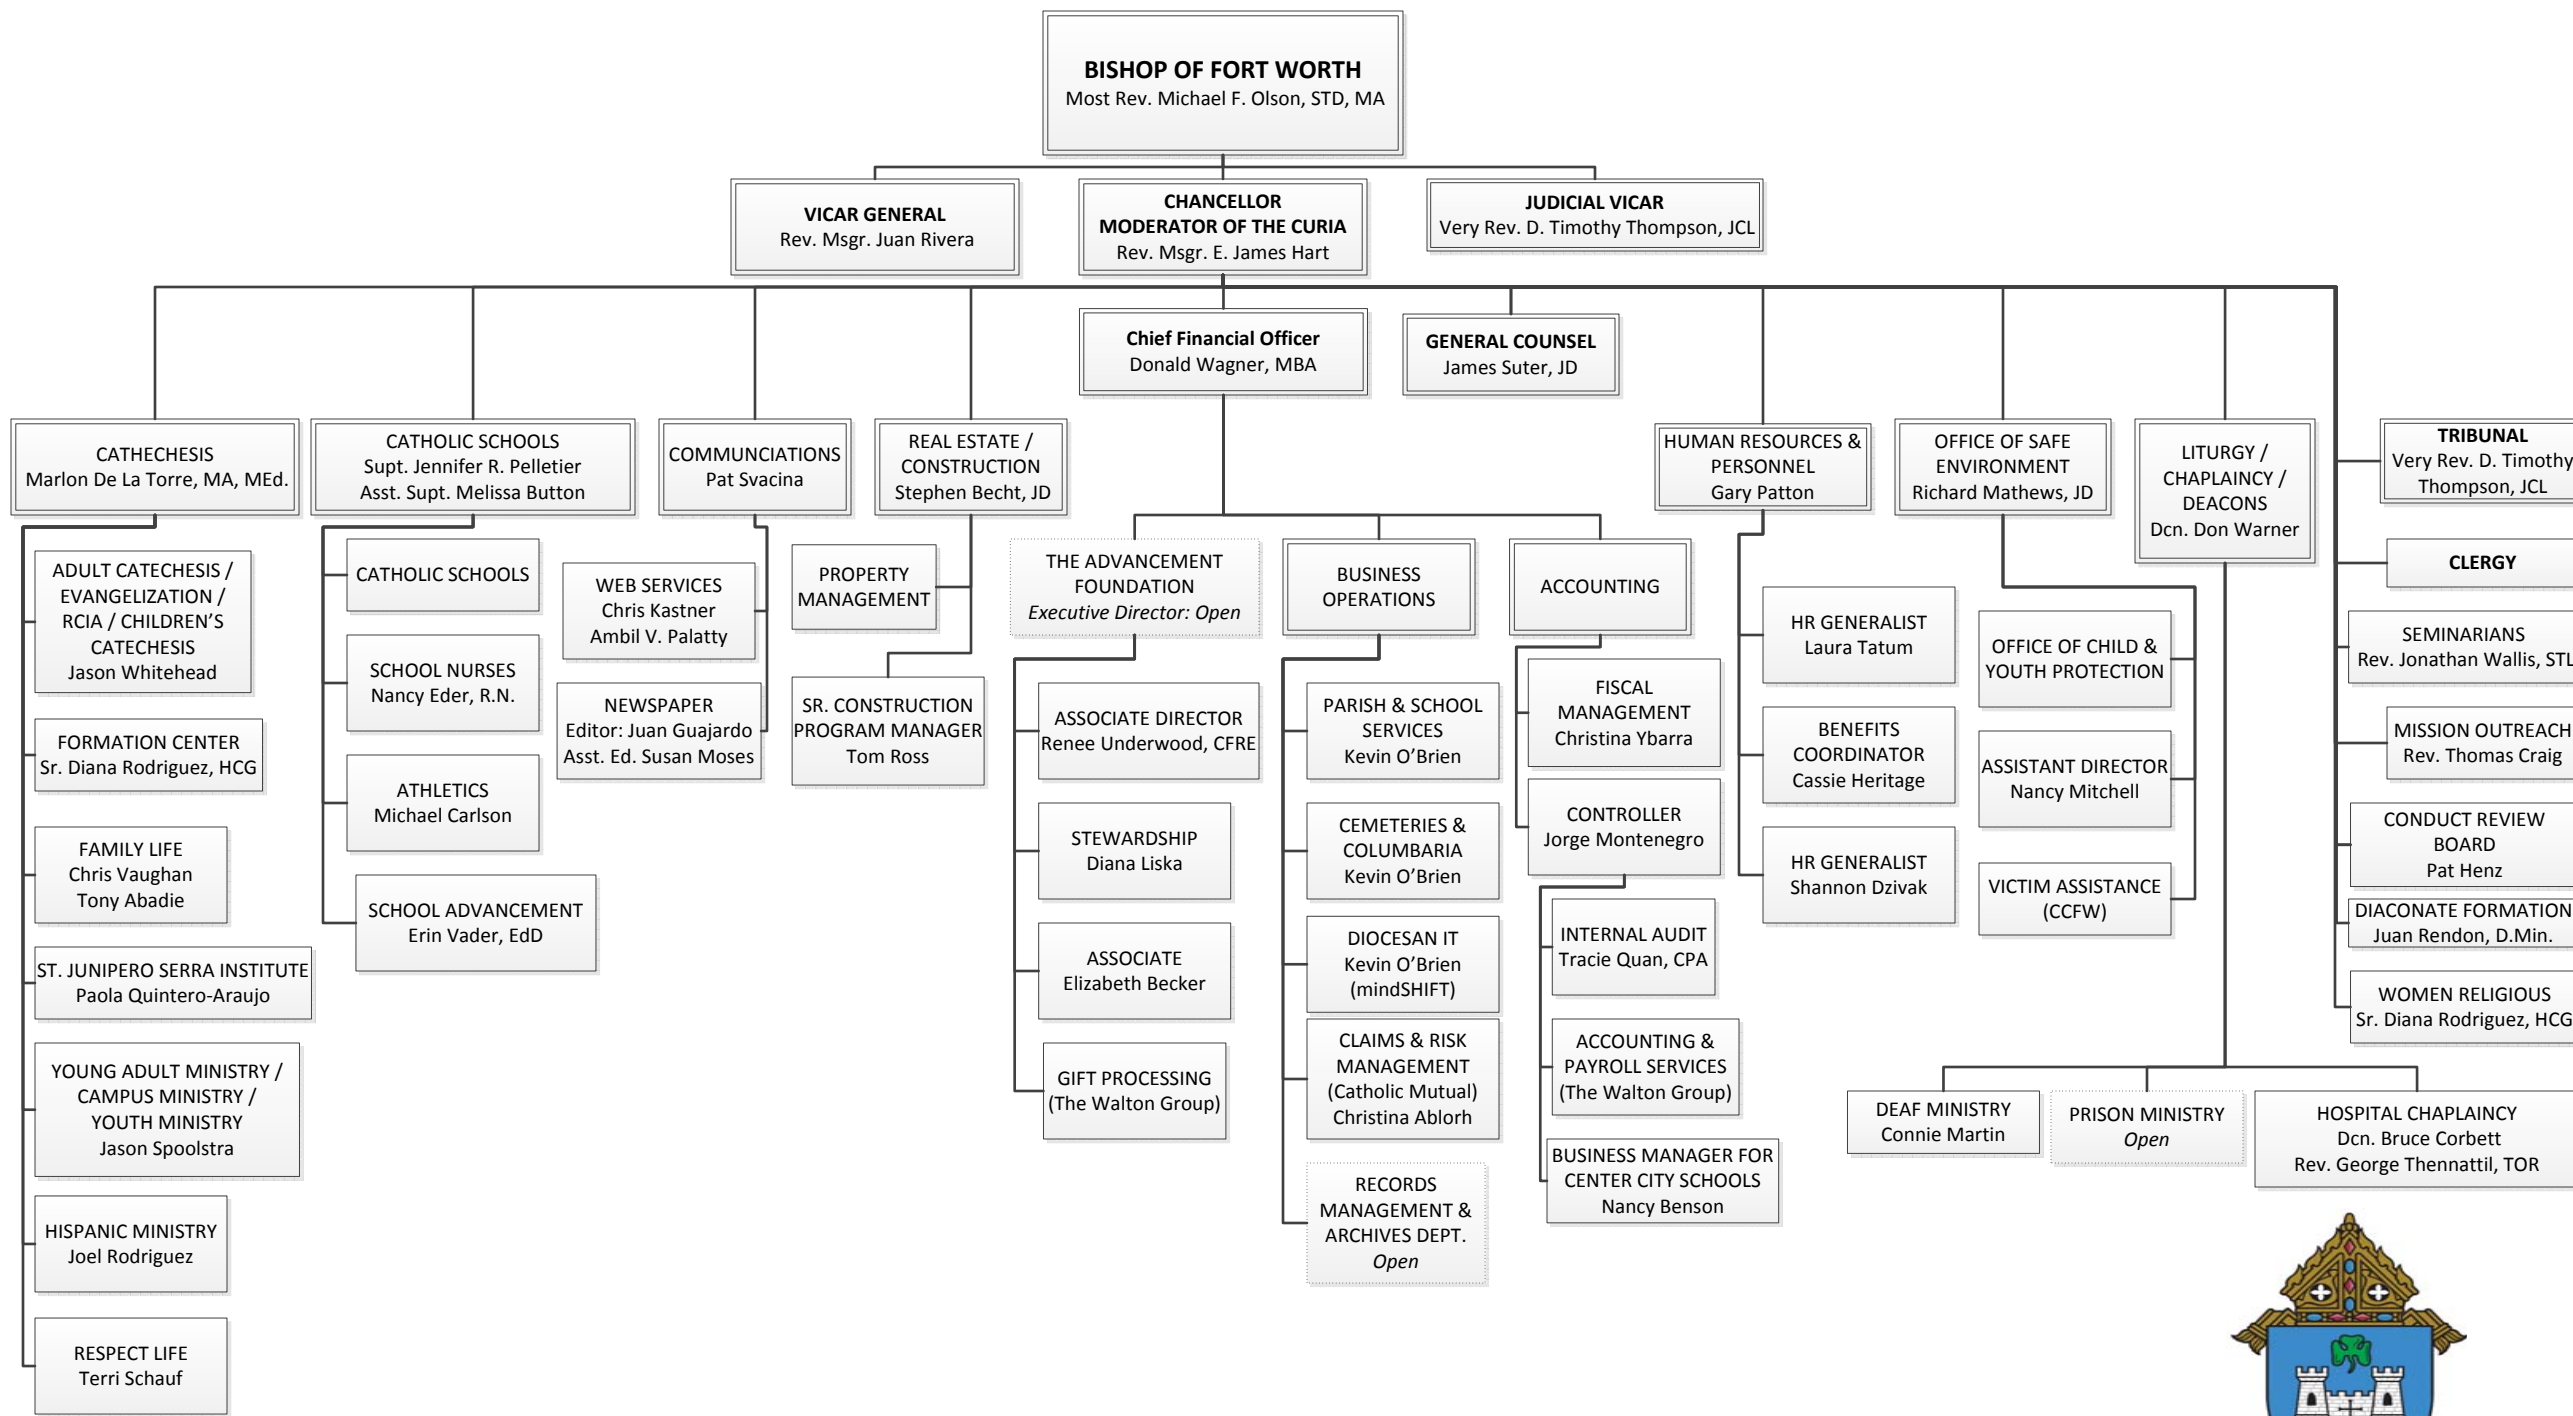 BISHOP OF FORT WORTH
Most Rev. Michael F. Olson, STD, MA
VICAR GENERAL
Rev. Msgr. Juan Rivera
CHANCELLOR
MODERATOR OF THE CURIA
Rev. Msgr. E. James Hart
JUDICIAL VICAR
Very Rev. D. Timothy Thompson, JCL
Chief Financial Officer
Donald Wagner, MBA
GENERAL COUNSEL
James Suter, JD
CATHECHESIS
Marlon De La Torre, MA, MEd.
ADULT CATECHESIS /
EVANGELIZATION /
RCIA / CHILDREN’S
CATECHESIS
Jason Whitehead
FORMATION CENTER
Sr. Diana Rodriguez, HCG
FAMILY LIFE
Chris Vaughan
Tony Abadie
ST. JUNIPERO SERRA INSTITUTE
Paola Quintero-Araujo
YOUNG ADULT MINISTRY /
CAMPUS MINISTRY /
YOUTH MINISTRY
Jason Spoolstra
HISPANIC MINISTRY
Joel Rodriguez
RESPECT LIFE
Terri Schauf
CATHOLIC SCHOOLS
Supt. Jennifer R. Pelletier
Asst. Supt. Melissa Button
CATHOLIC SCHOOLS
SCHOOL NURSES
Nancy Eder, R.N.
ATHLETICS
Michael Carlson
SCHOOL ADVANCEMENT
Erin Vader, EdD
COMMUNCIATIONS
Pat Svacina
WEB SERVICES
Chris Kastner
Ambil V. Palatty
NEWSPAPER
Editor: Juan Guajardo
Asst. Ed. Susan Moses
REAL ESTATE /
CONSTRUCTION
Stephen Becht, JD
PROPERTY
MANAGEMENT
SR. CONSTRUCTION
PROGRAM MANAGER
Tom Ross
THE ADVANCEMENT
FOUNDATION
Executive Director: Open
ASSOCIATE DIRECTOR
Renee Underwood, CFRE
STEWARDSHIP
Diana Liska
ASSOCIATE
Elizabeth Becker
GIFT PROCESSING
(The Walton Group)
BUSINESS
OPERATIONS
PARISH & SCHOOL
SERVICES
Kevin O’Brien
CEMETERIES &
COLUMBARIA
Kevin O’Brien
DIOCESAN IT
Kevin O’Brien
(mindSHIFT)
CLAIMS & RISK
MANAGEMENT
(Catholic Mutual)
Christina Ablorh
RECORDS
MANAGEMENT &
ARCHIVES DEPT.
Open
ACCOUNTING
FISCAL
MANAGEMENT
Christina Ybarra
CONTROLLER
Jorge Montenegro
INTERNAL AUDIT
Tracie Quan, CPA
ACCOUNTING &
PAYROLL SERVICES
(The Walton Group)
BUSINESS MANAGER FOR
CENTER CITY SCHOOLS
Nancy Benson
HUMAN RESOURCES &
PERSONNEL
Gary Patton
HR GENERALIST
Laura Tatum
BENEFITS
COORDINATOR
Cassie Heritage
HR GENERALIST
Shannon Dzivak
OFFICE OF SAFE
ENVIRONMENT
Richard Mathews, JD
OFFICE OF CHILD &
YOUTH PROTECTION
ASSISTANT DIRECTOR
Nancy Mitchell
VICTIM ASSISTANCE
(CCFW)
LITURGY /
CHAPLAINCY /
DEACONS
Dcn. Don Warner
DEAF MINISTRY
Connie Martin
PRISON MINISTRY
Open
HOSPITAL CHAPLAINCY
Dcn. Bruce Corbett
Rev. George Thennattil, TOR
TRIBUNAL
Very Rev. D. Timothy
Thompson, JCL
CLERGY
SEMINARIANS
Rev. Jonathan Wallis, STL
MISSION OUTREACH
Rev. Thomas Craig
CONDUCT REVIEW
BOARD
Pat Henz
DIACONATE FORMATION
Juan Rendon, D.Min.
WOMEN RELIGIOUS
Sr. Diana Rodriguez, HCG